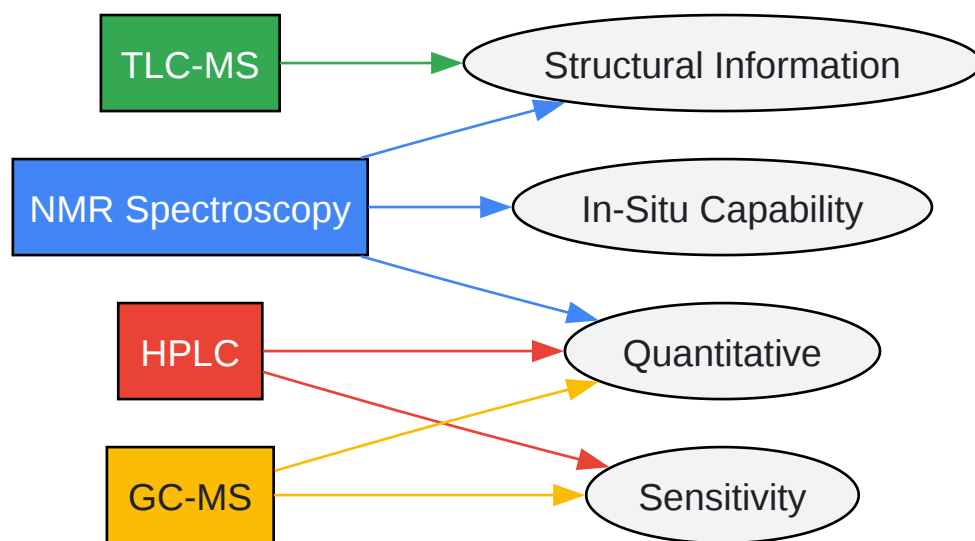 TLC-MS
Structural Information
NMR Spectroscopy
In-Situ Capability
HPLC
Quantitative
GC-MS
Sensitivity